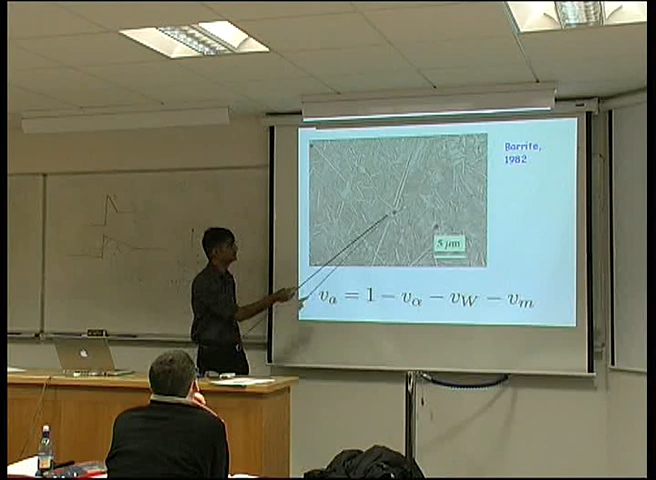 Barrite,
1982
5 μm
v_a = 1 − v_α − v_W − v_m